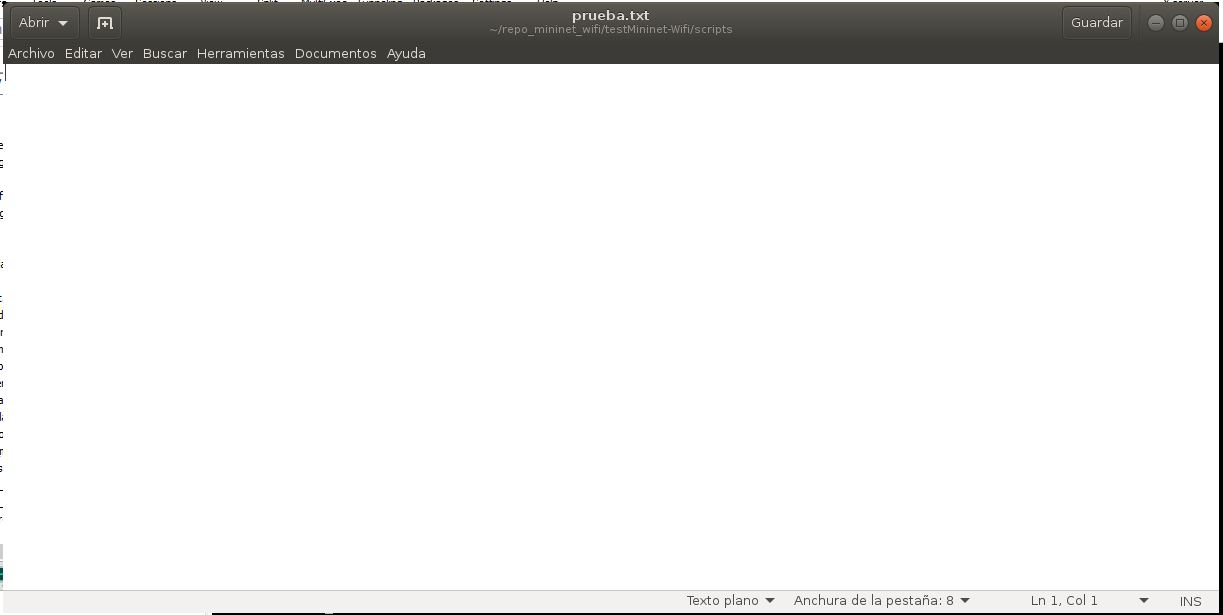 Abrir
prueba.txt
~/repo_mininet_wifi/testMininet-Wifi/scripts
Guardar
Archivo Editar Ver Buscar Herramientas Documentos Ayuda
Texto plano Anchura de la pestaña: 8 Ln 1, Col 1 INS